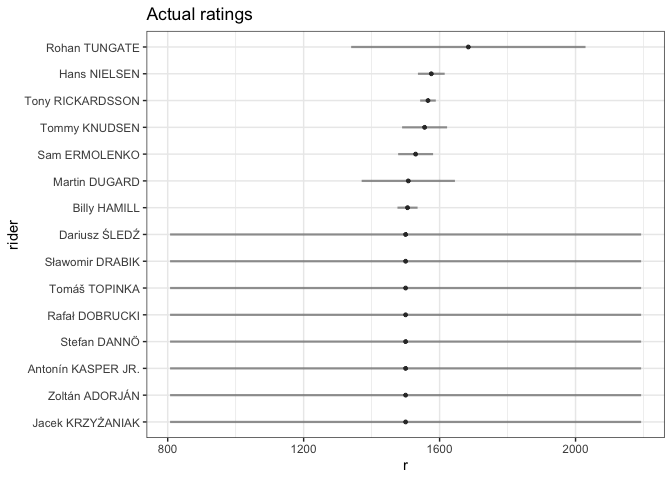 Actual ratings
Rohan TUNGATE
Hans NIELSEN
Tony RICKARDSSON
Tommy KNUDSEN
Sam ERMOLENKO
Martin DUGARD
Billy HAMILL
Dariusz ŚLEDŹ
Sławomir DRABIK
Tomáš TOPINKA
Rafał DOBRUCKI
Stefan DANNÖ
Antonín KASPER JR.
Zoltán ADORJÁN
Jacek KRZYŻANIAK
rider
800 1200 1600 2000
r